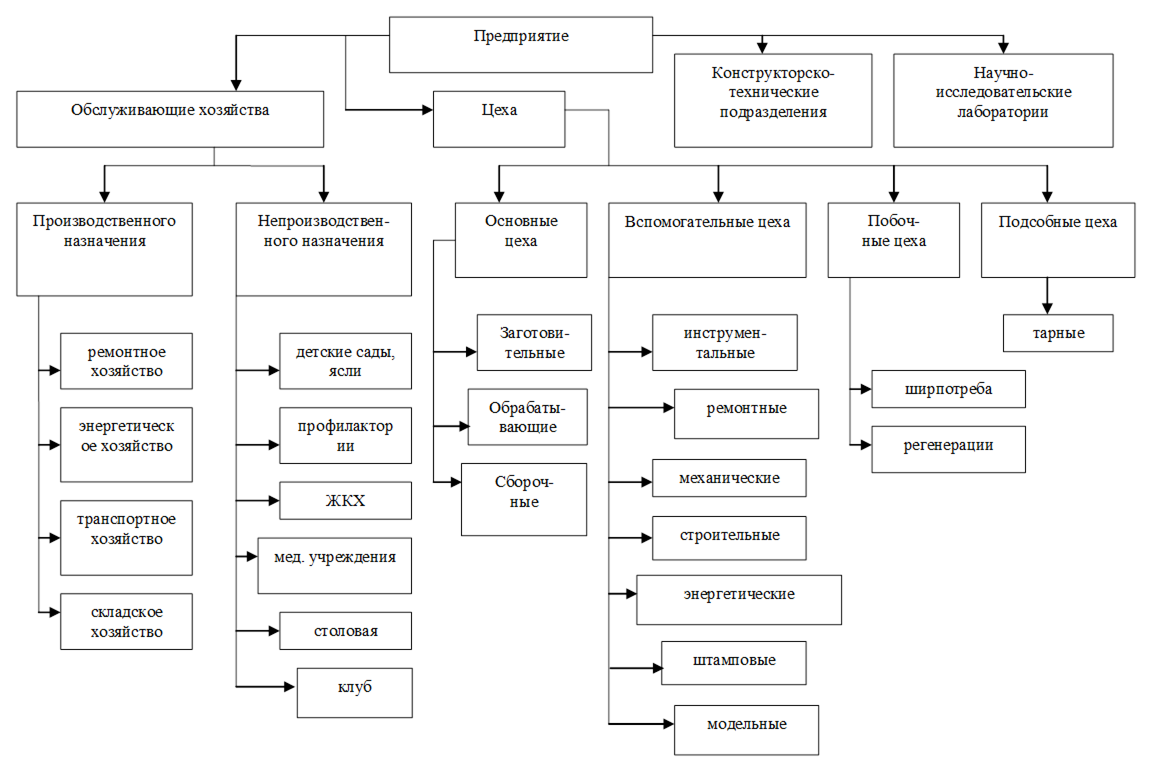 Предприятие
Конструкторско-
технические
подразделения
Научно-
исследовательские
лаборатории
Обслуживающие хозяйства
Цеха
Производственного
назначения
Непроизводствен-
ного назначения
Основные
цеха
Вспомогательные цеха
Побоч-
ные цеха
Подсобные цеха
ремонтное
хозяйство
энергетическ
ое хозяйство
транспортное
хозяйство
складское
хозяйство
детские сады,
ясли
профилактор
ии
ЖКХ
мед. учреждения
столовая
клуб
Заготови-
тельные
Обрабаты-
вающие
Сбороч-
ные
инструмен-
тальные
ремонтные
механические
строительные
энергетические
штамповые
модельные
ширпотреба
регенерации
тарные